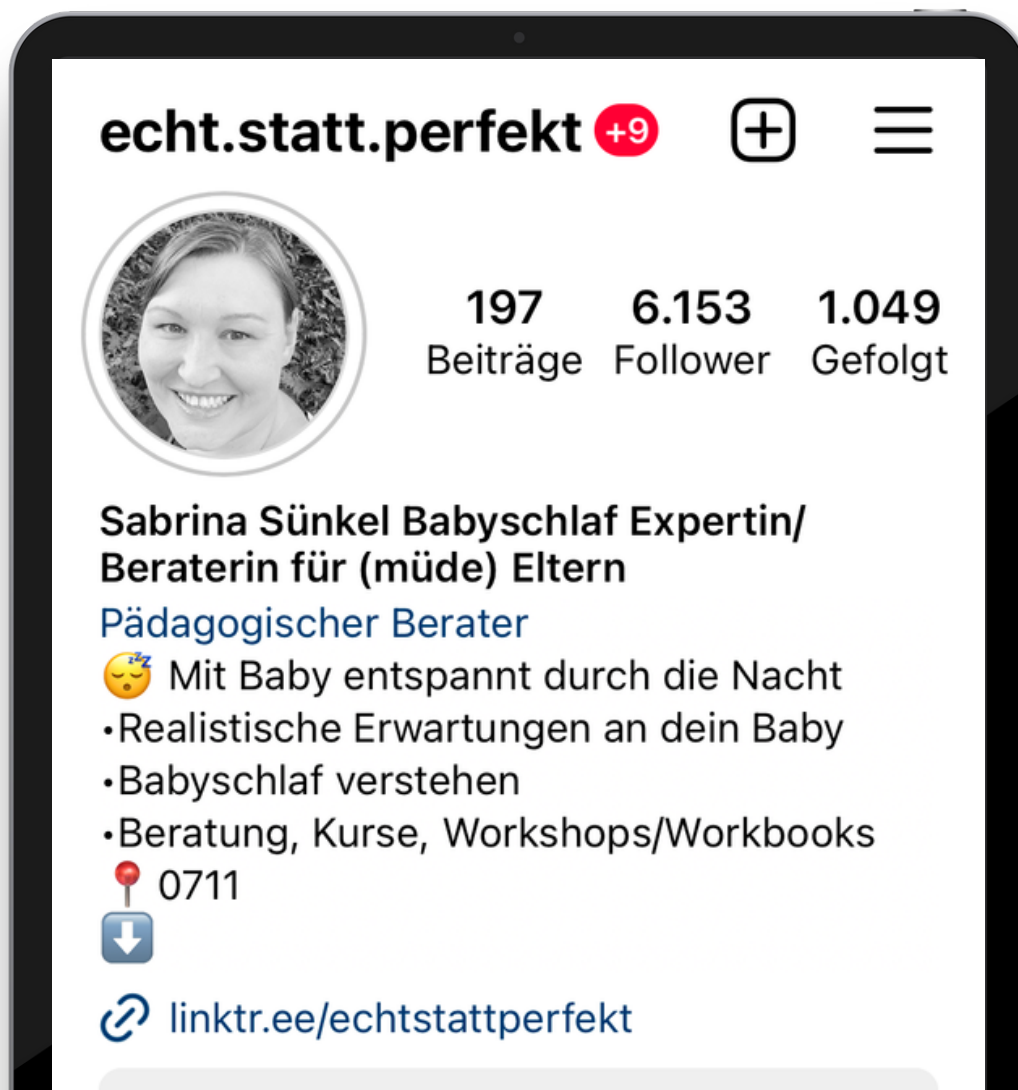 echt.statt.perfekt +9
197 6.153 1.049
Beiträge Follower Gefolgt
Sabrina Sünkel Babyschlaf Expertin/
Beraterin für (müde) Eltern
Pädagogischer Berater
😴 Mit Baby entspannt durch die Nacht
•Realistische Erwartungen an dein Baby
•Babyschlaf verstehen
•Beratung, Kurse, Workshops/Workbooks
📍 0711
⬇️
linktr.ee/echtstattperfekt